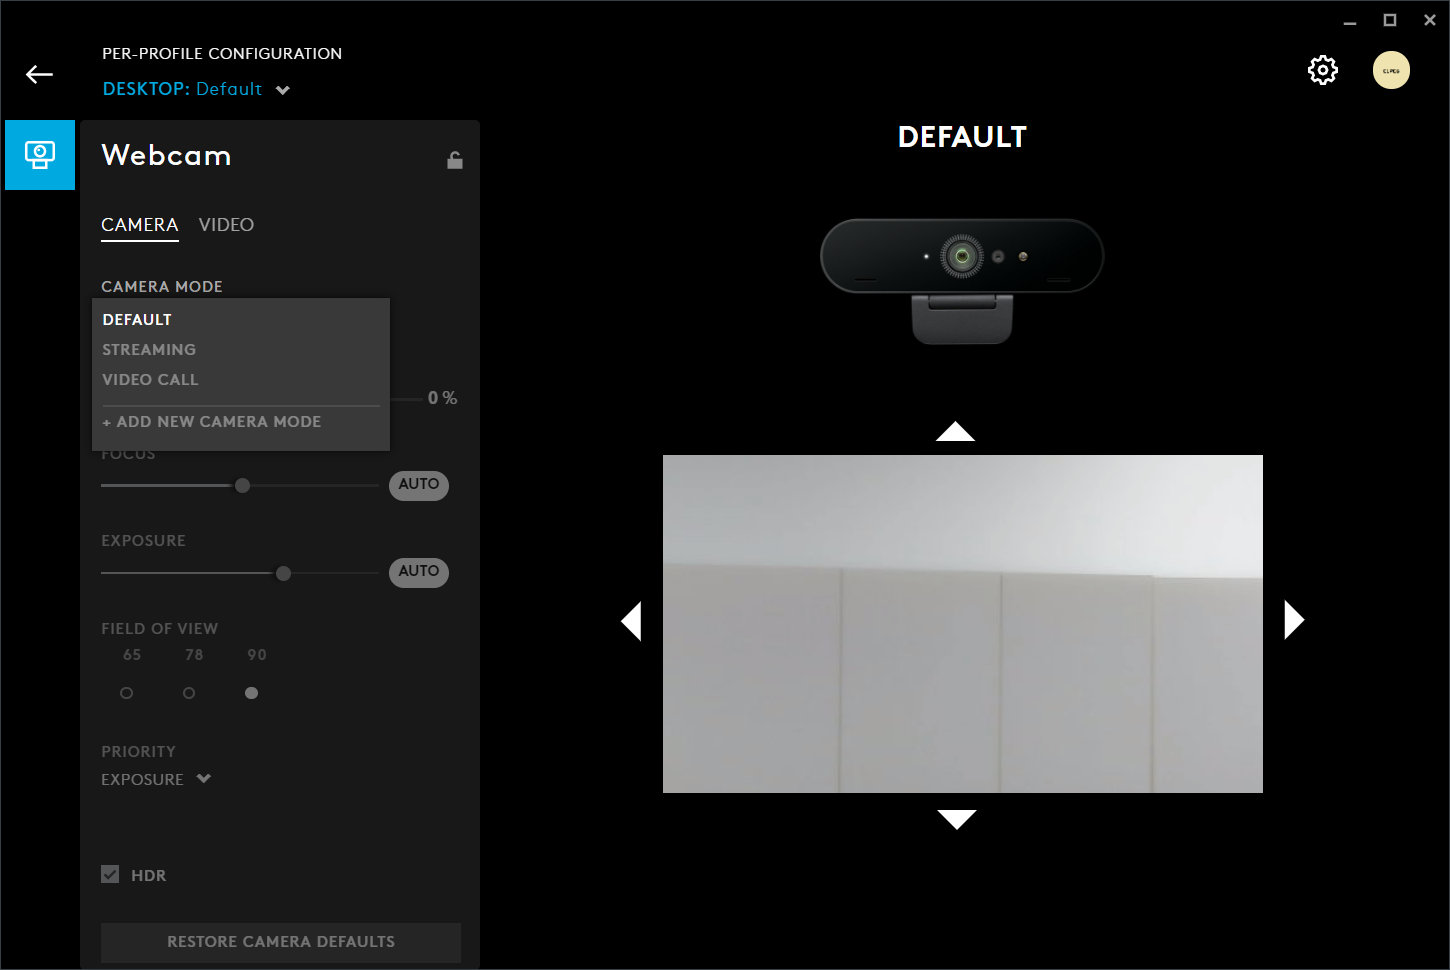 PER-PROFILE CONFIGURATION
DESKTOP: Default
Webcam
CAMERA VIDEO
CAMERA MODE
DEFAULT
STREAMING
VIDEO CALL
+ ADD NEW CAMERA MODE
0 %
FOCUS
AUTO
EXPOSURE
AUTO
FIELD OF VIEW
65 78 90
PRIORITY
EXPOSURE
HDR
RESTORE CAMERA DEFAULTS
DEFAULT